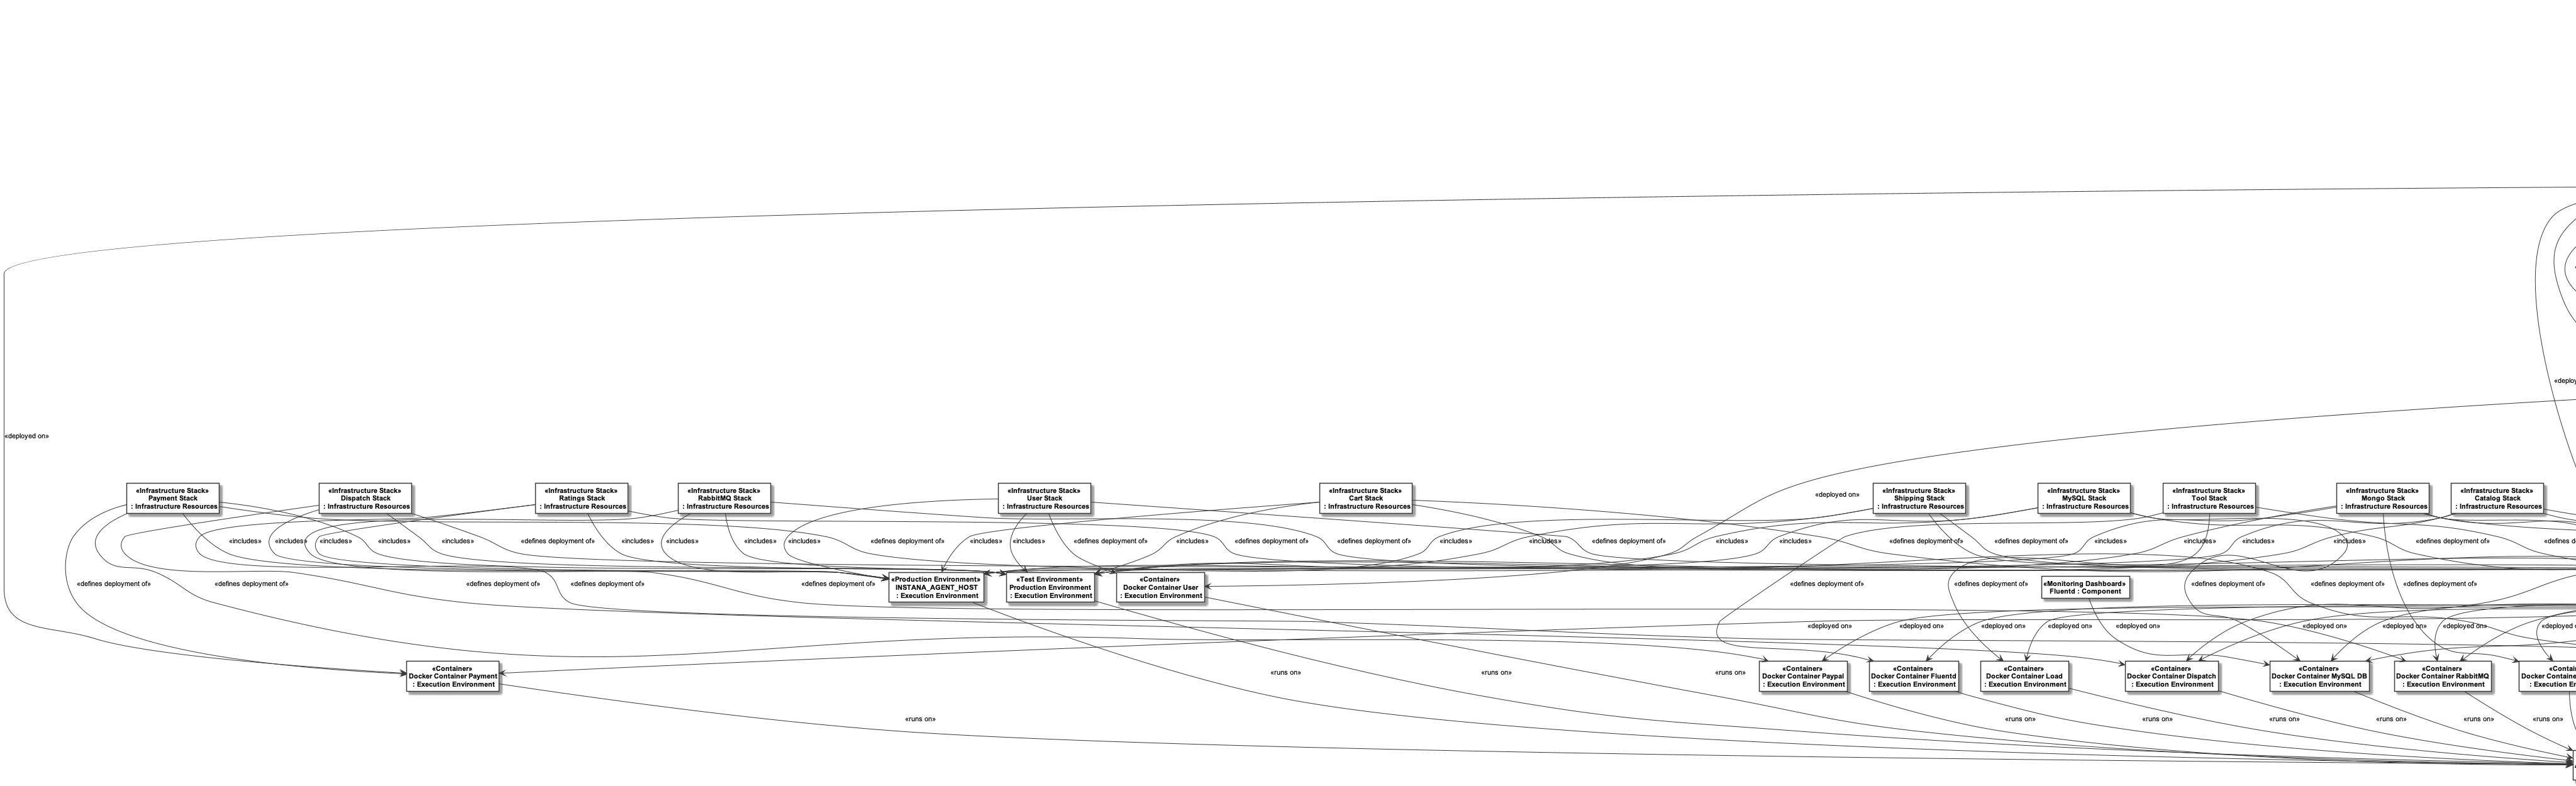 «deploy
«deployed on»
«Infrastructure Stack»
Payment Stack
: Infrastructure Resources
«Infrastructure Stack»
Dispatch Stack
: Infrastructure Resources
«Infrastructure Stack»
Ratings Stack
: Infrastructure Resources
«Infrastructure Stack»
RabbitMQ Stack
: Infrastructure Resources
«Infrastructure Stack»
User Stack
: Infrastructure Resources
«Infrastructure Stack»
Cart Stack
: Infrastructure Resources
«deployed on»
«Infrastructure Stack»
Shipping Stack
: Infrastructure Resources
«Infrastructure Stack»
MySQL Stack
: Infrastructure Resources
«Infrastructure Stack»
Tool Stack
: Infrastructure Resources
«Infrastructure Stack»
Mongo Stack
: Infrastructure Resources
«Infrastructure Stack»
Catalog Stack
: Infrastructure Resources
«includes»
«includes»
«includes»
«includes»
«includes»
«defines deployment of»
«includes»
«includes»
«includes»
«defines deployment of»
«includes»
«includes»
«defines deployment of»
«includes»
«includes»
«defines deployment of»
«includes»
«defines deployment of»
«includes»
«includes»
«includes»
«defines deployment of»
«defines deployment of»
«includes»
«includes»
«includes»
«includes»
«defines deployment of»
«defines de
«defines deployment of»
«defines deployment of»
«defines deployment of»
«defines deployment of»
«defines deployment of»
«Production Environment»
INSTANA_AGENT_HOST
: Execution Environment
«Test Environment»
Production Environment
: Execution Environment
«Container»
Docker Container User
: Execution Environment
«defines deployment of»
«defines deployment of»
«Monitoring Dashboard»
Fluentd : Component
«defines deployment of»
«defines deployment of»
«defines deployment of»
«deployed on»
«deployed on»
«deployed on»
«deployed on»
«deployed on»
«deployed on»
«deployed on»
«deployed on»
«deployed on»
«deployed o
«Container»
Docker Container Payment
: Execution Environment
«runs on»
«runs on»
«runs on»
«Container»
Docker Container Paypal
: Execution Environment
«Container»
Docker Container Fluentd
: Execution Environment
«Container»
Docker Container Load
: Execution Environment
«Container»
Docker Container Dispatch
: Execution Environment
«Container»
Docker Container MySQL DB
: Execution Environment
«Container»
Docker Container RabbitMQ
: Execution Environment
«Contain
Docker Containe
: Execution En
«runs on»
«runs on»
«runs on»
«runs on»
«runs on»
«runs on»
«runs on»